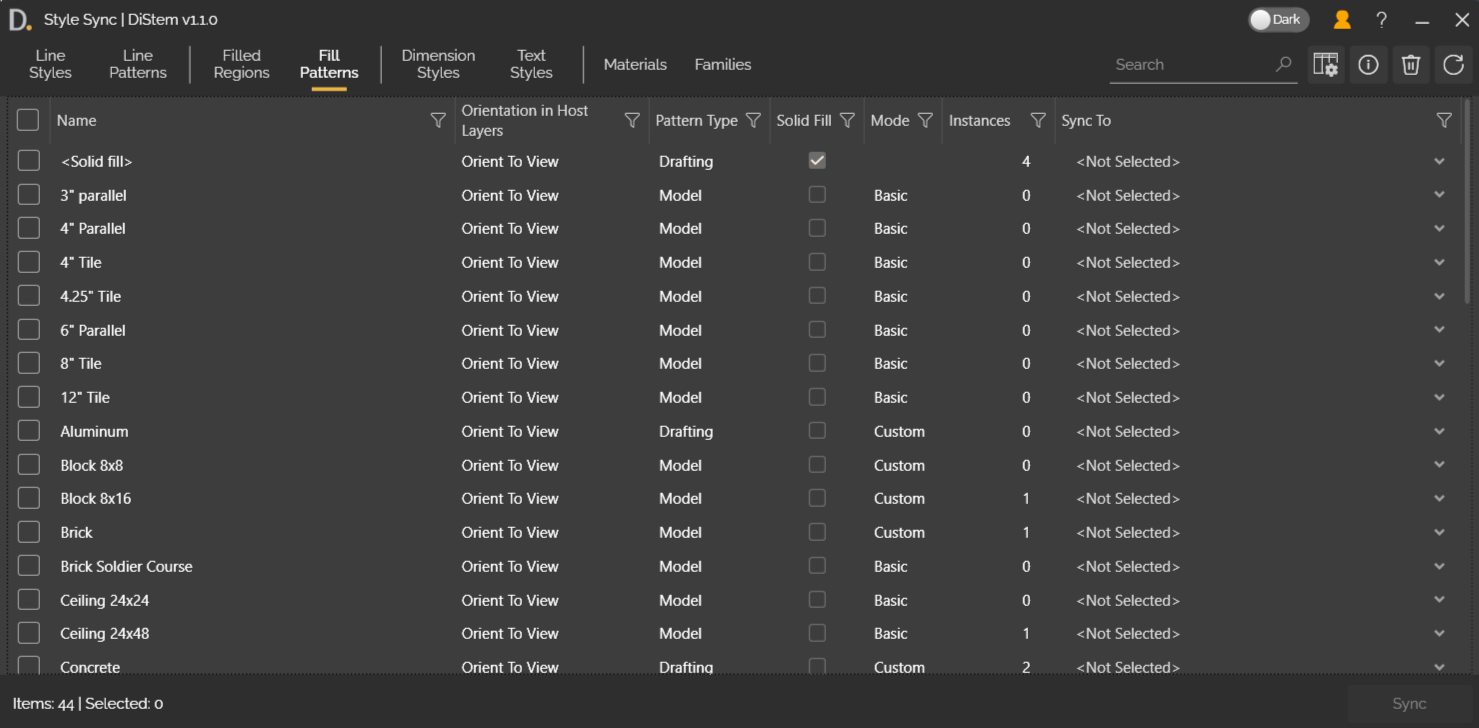 D. Style Sync | DiStem v1.1.0 Dark ?
Line Styles Line Patterns Filled Regions Fill Patterns Dimension Styles Text Styles Materials Families Search
Name Orientation in Host Layers Pattern Type Solid Fill Mode Instances Sync To
<Solid fill> Orient To View Drafting 4 <Not Selected>
3" parallel Orient To View Model Basic 0 <Not Selected>
4" Parallel Orient To View Model Basic 0 <Not Selected>
4" Tile Orient To View Model Basic 0 <Not Selected>
4.25" Tile Orient To View Model Basic 0 <Not Selected>
6" Parallel Orient To View Model Basic 0 <Not Selected>
8" Tile Orient To View Model Basic 0 <Not Selected>
12" Tile Orient To View Model Basic 0 <Not Selected>
Aluminum Orient To View Drafting Custom 0 <Not Selected>
Block 8x8 Orient To View Model Custom 0 <Not Selected>
Block 8x16 Orient To View Model Custom 1 <Not Selected>
Brick Orient To View Model Custom 1 <Not Selected>
Brick Soldier Course Orient To View Model Basic 0 <Not Selected>
Ceiling 24x24 Orient To View Model Basic 0 <Not Selected>
Ceiling 24x48 Orient To View Model Basic 1 <Not Selected>
Concrete Orient To View Drafting Custom 2 <Not Selected>
Items: 44 | Selected: 0 Sync